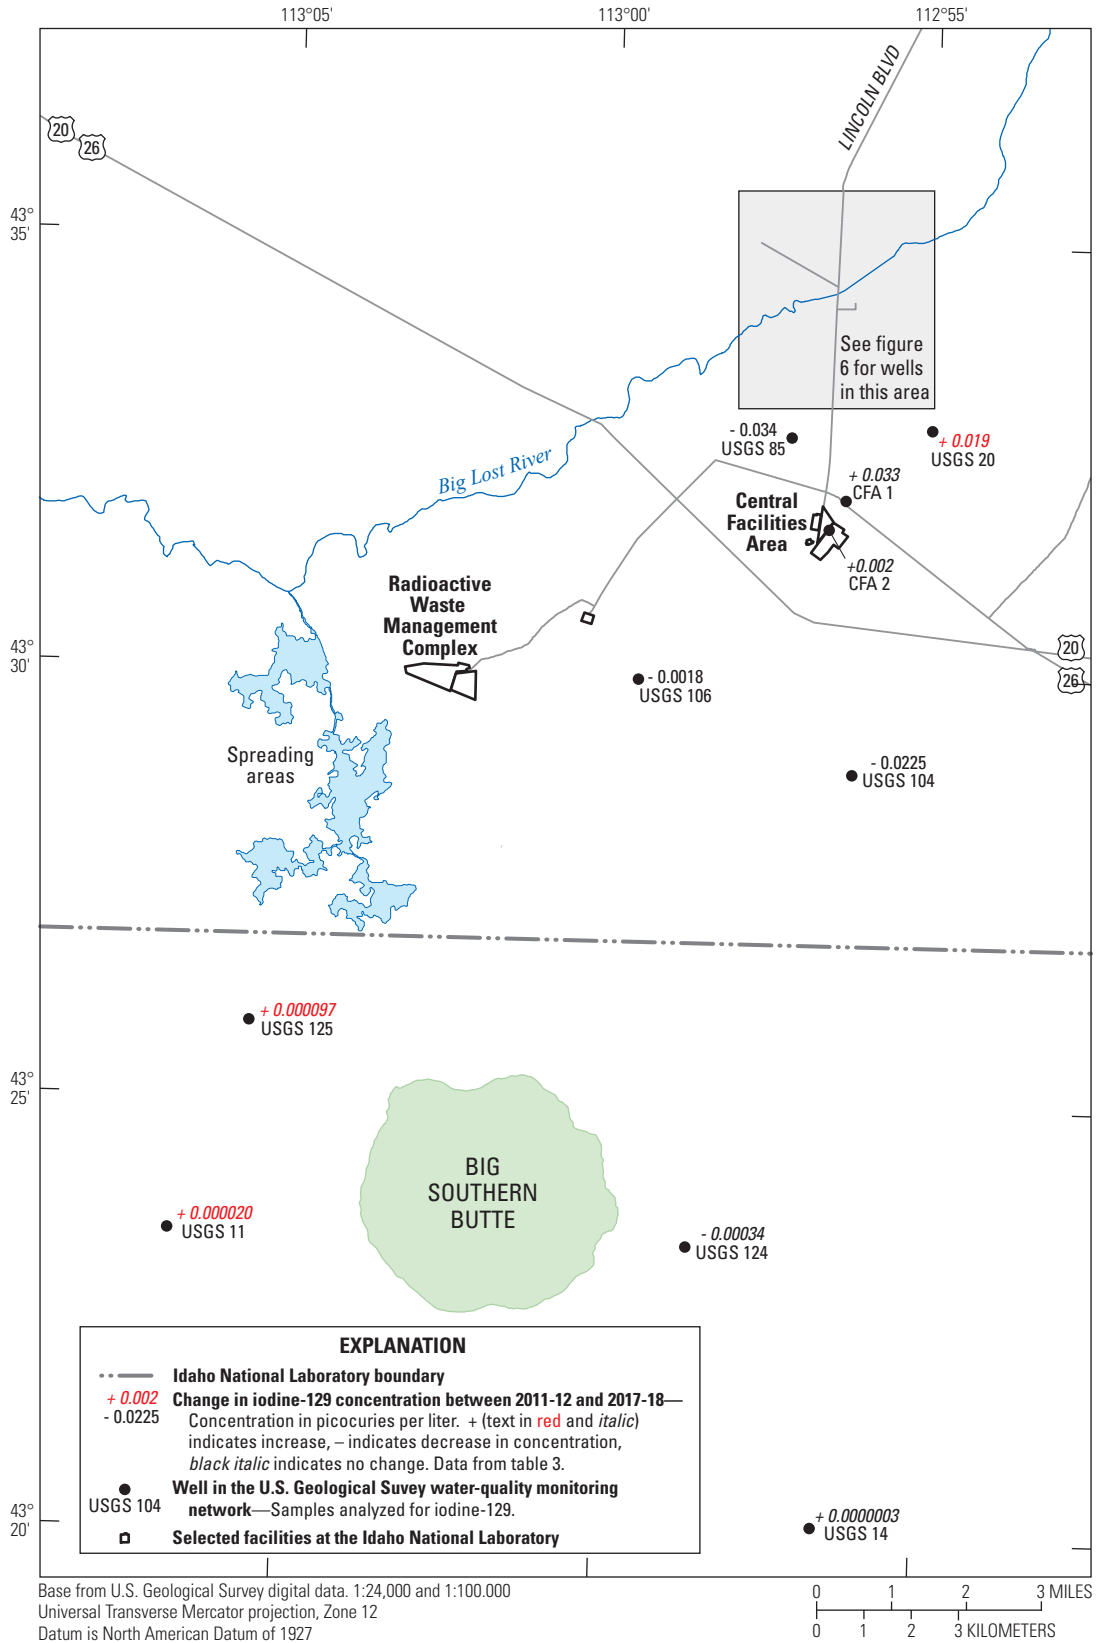 113°05'
113°00'
112°55'
LINCOLN BLVD
20
26
43°
35'
See figure
6 for wells
in this area
- 0.034
USGS 85
+ 0.019
USGS 20
+ 0.033
CFA 1
Big Lost River
Central
Facilities
Area
+0.002
CFA 2
Radioactive
Waste
Management
Complex
43°
30'
20
26
- 0.0018
USGS 106
Spreading
areas
- 0.0225
USGS 104
+ 0.000097
USGS 125
43°
25'
BIG
SOUTHERN
BUTTE
+ 0.000020
USGS 11
- 0.00034
USGS 124
EXPLANATION
Idaho National Laboratory boundary
+ 0.002
- 0.0225
Change in iodine-129 concentration between 2011-12 and 2017-18—
Concentration in picocuries per liter. + (text in red and italic)
indicates increase, – indicates decrease in concentration,
black italic indicates no change. Data from table 3.
USGS 104
Well in the U.S. Geological Suvey water-quality monitoring
network—Samples analyzed for iodine-129.
Selected facilities at the Idaho National Laboratory
43°
20'
+ 0.0000003
USGS 14
Base from U.S. Geological Survey digital data. 1:24,000 and 1:100.000
Universal Transverse Mercator projection, Zone 12
Datum is North American Datum of 1927
0 1 2 3 MILES
0 1 2 3 KILOMETERS